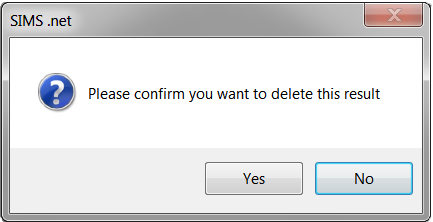 SIMS .net
Please confirm you want to delete this result
Yes
No